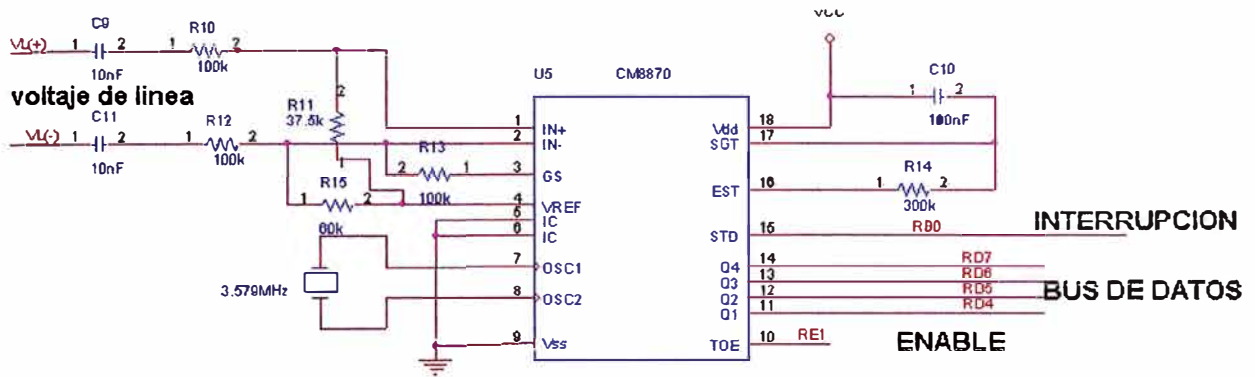 C9
VL(+)
1
2
10nF
R10
1
2
100k
voltaje de linea
C11
VL(-)
1
2
10nF
R12
1
2
100k
R11
37.5k
2
1
R13
2
1
100k
R15
1
2
60k
3.579MHz
U5
CM8870
1 IN+
2 IN-
3 GS
4 VREF
5 IC
6 IC
7 OSC1
8 OSC2
9 Vss
VCC
C10
1
2
100nF
Vdd 18
SGT 17
EST 16
R14
1
2
300k
STD 15
RB0
INTERRUPCION
Q4 14 RD7
Q3 13 RD6
Q2 12 RD5
Q1 11 RD4
BUS DE DATOS
TOE 10 RE1
ENABLE